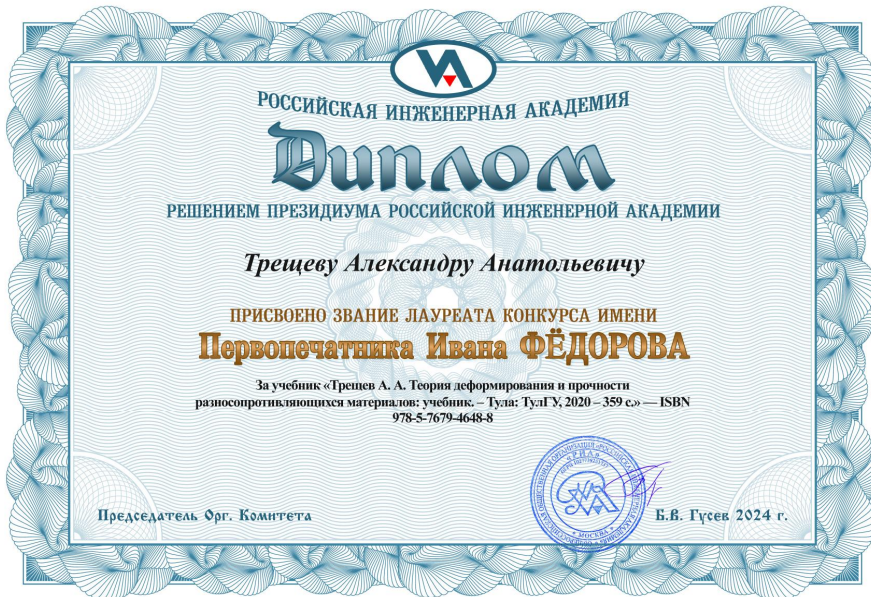 РОССИЙСКАЯ ИНЖЕНЕРНАЯ АКАДЕМИЯ
Диплом
РЕШЕНИЕМ ПРЕЗИДИУМА РОССИЙСКОЙ ИНЖЕНЕРНОЙ АКАДЕМИИ
Трещеву Александру Анатольевичу
ПРИСВОЕНО ЗВАНИЕ ЛАУРЕАТА КОНКУРСА ИМЕНИ
Первопечатника Ивана ФЁДОРОВА
За учебник «Трещев А. А. Теория деформирования и прочности
разносопротивляющихся материалов: учебник. – Тула: ТулГУ, 2020 – 359 с.» — ISBN
978-5-7679-4648-8
«РИА»
МОСКВА
Председатель Орг. Комитета
Б.В. Гусев 2024 г.